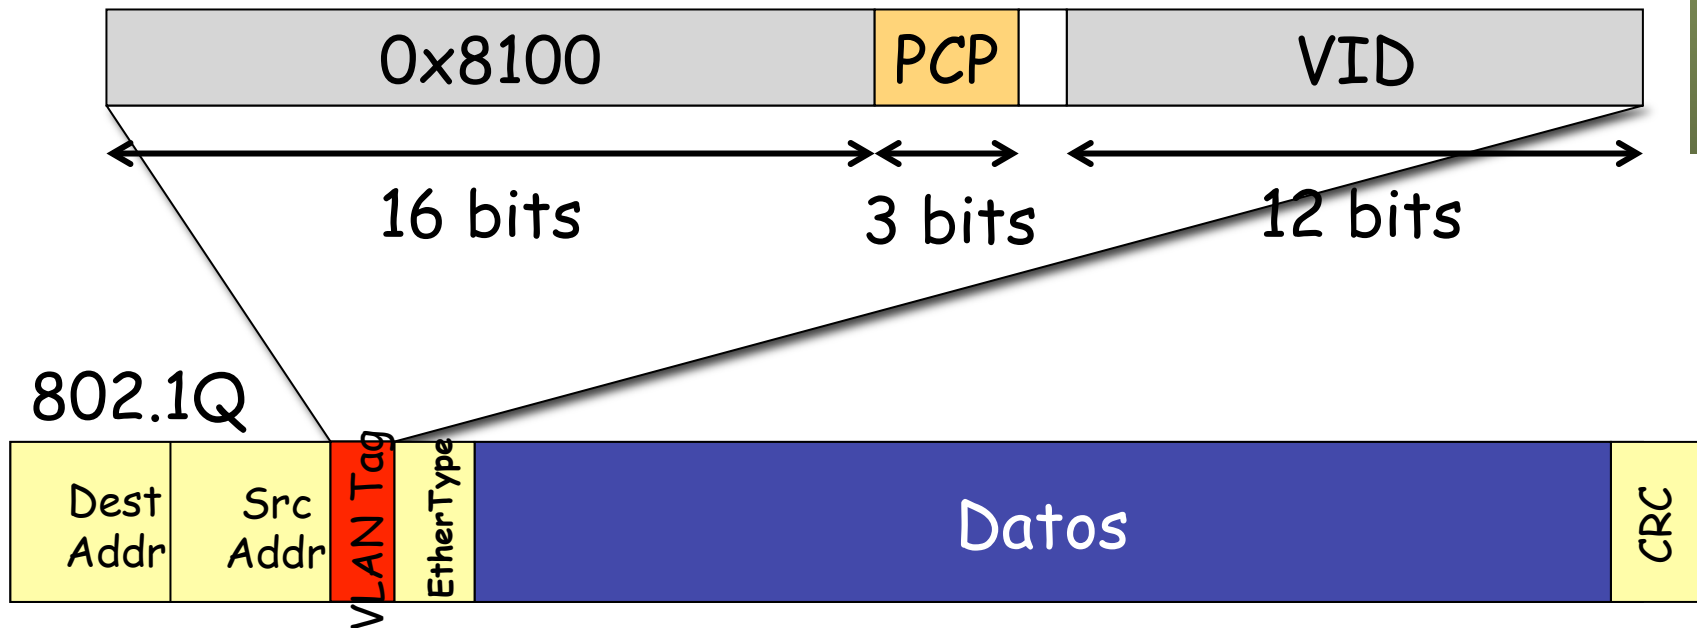 0x8100 PCP VID
16 bits 3 bits 12 bits
802.1Q
Dest
Addr
Src
Addr
VLAN Tag
EtherType
Datos
CRC